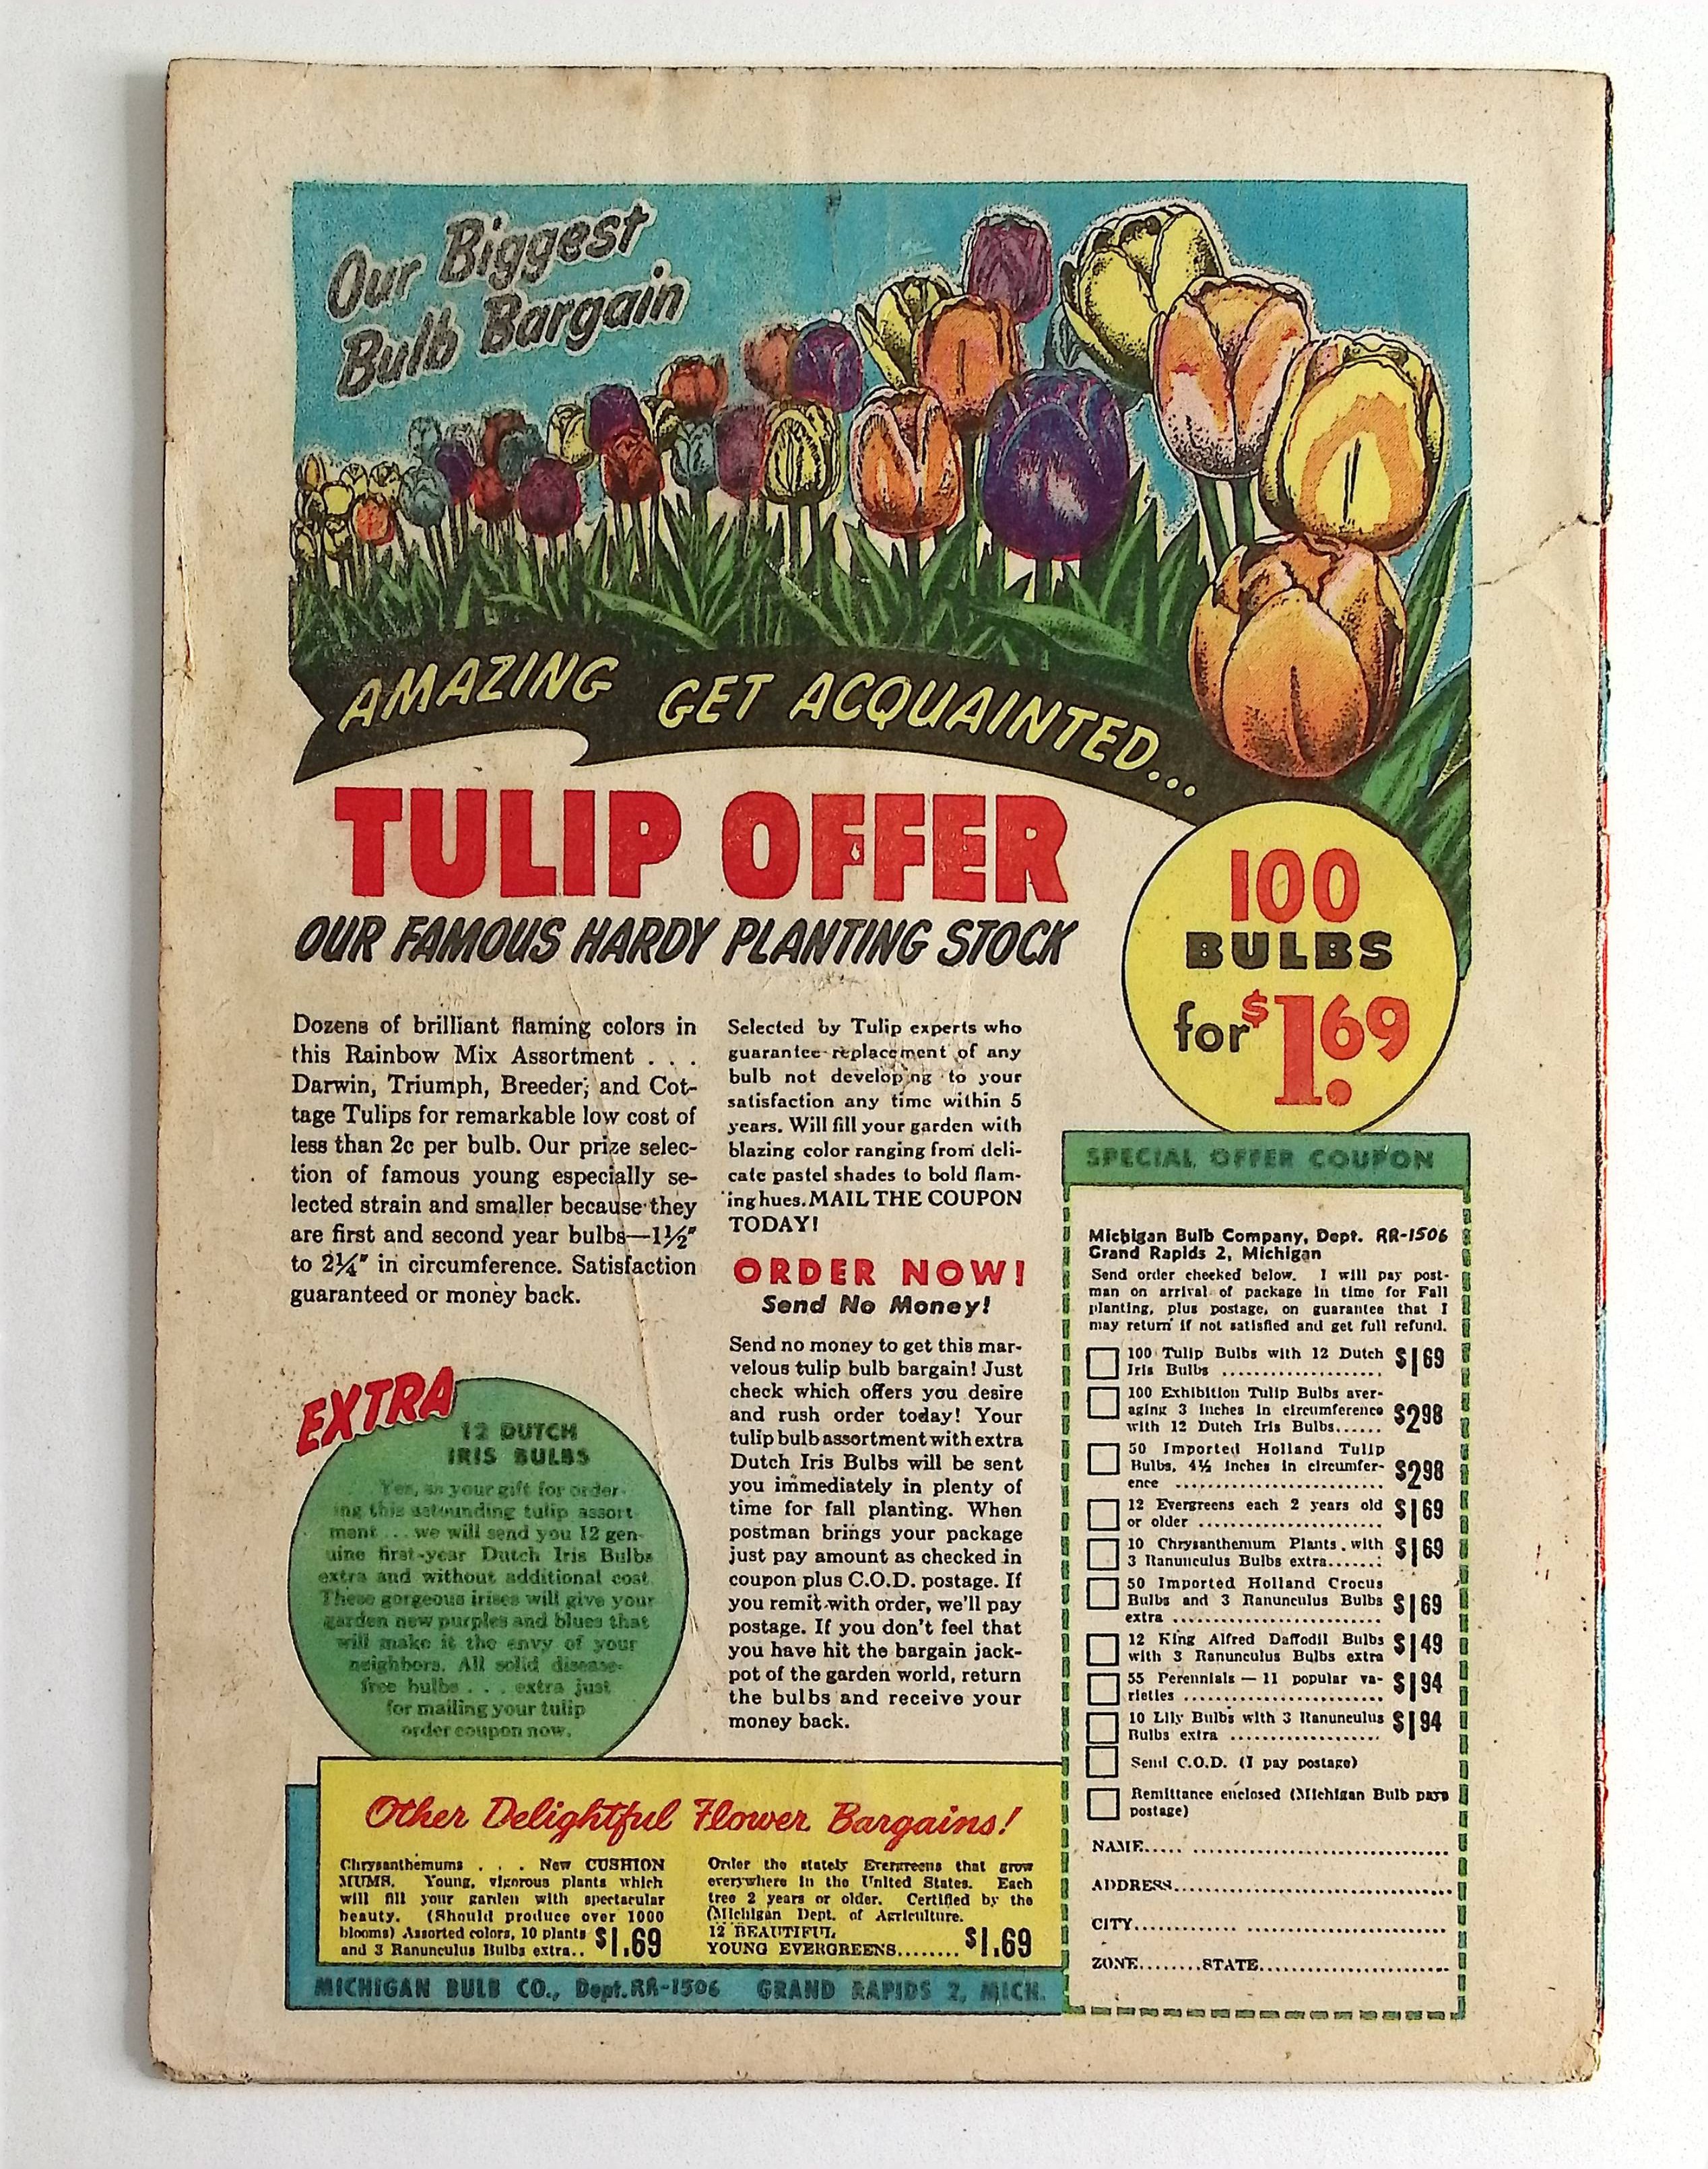 Our Biggest
Bulb Bargain
AMAZING GET ACQUAINTED...
TULIP OFFER
OUR FAMOUS HARDY PLANTING STOCK
100
BULBS
for $1.69
Dozens of brilliant flaming colors in
this Rainbow Mix Assortment . . .
Darwin, Triumph, Breeder, and Cot-
tage Tulips for remarkable low cost of
less than 2c per bulb. Our prize selec-
tion of famous young especially se-
lected strain and smaller because they
are first and second year bulbs—1½"
to 2¼" in circumference. Satisfaction
guaranteed or money back.
EXTRA
12 DUTCH
IRIS BULBS
Yes, as your gift for order-
ing this astounding tulip assort
ment ... we will send you 12 gen-
uine first-year Dutch Iris Bulbs
extra and without additional cost.
These gorgeous irises will give your
garden new purples and blues that
will make it the envy of your
neighbors. All solid disease-
free bulbs . . . extra just
for mailing your tulip
order coupon now.
Selected by Tulip experts who
guarantee replacement of any
bulb not developing to your
satisfaction any time within 5
years. Will fill your garden with
blazing color ranging from deli-
cate pastel shades to bold flam-
ing hues. MAIL THE COUPON
TODAY!
ORDER NOW!
Send No Money!
Send no money to get this mar-
velous tulip bulb bargain! Just
check which offers you desire
and rush order today! Your
tulip bulb assortment with extra
Dutch Iris Bulbs will be sent
you immediately in plenty of
time for fall planting. When
postman brings your package
just pay amount as checked in
coupon plus C.O.D. postage. If
you remit with order, we'll pay
postage. If you don't feel that
you have hit the bargain jack-
pot of the garden world, return
the bulbs and receive your
money back.
SPECIAL OFFER COUPON
Michigan Bulb Company, Dept. RR-1506
Grand Rapids 2, Michigan
Send order checked below. I will pay post-
man on arrival of package in time for Fall
planting, plus postage, on guarantee that I
may return if not satisfied and get full refund.
100 Tulip Bulbs with 12 Dutch
Iris Bulbs .................... $1.69
100 Exhibition Tulip Bulbs aver-
aging 3 inches in circumference
with 12 Dutch Iris Bulbs...... $2.98
50 Imported Holland Tulip
Bulbs, 4½ inches in circumfer-
ence .......................... $2.98
12 Evergreens each 2 years old
or older ....................... $1.69
10 Chrysanthemum Plants with
3 Ranunculus Bulbs extra....... $1.69
50 Imported Holland Crocus
Bulbs and 3 Ranunculus Bulbs
extra .......................... $1.69
12 King Alfred Daffodil Bulbs
with 3 Ranunculus Bulbs extra $1.49
55 Perennials — 11 popular va-
rieties ......................... $1.94
10 Lily Bulbs with 3 Ranunculus
Bulbs extra ................... $1.94
Send C.O.D. (I pay postage)
Remittance enclosed (Michigan Bulb pays
postage)
NAME..... ................................
ADDRESS...................................
CITY............. .........................
ZONE........STATE........................
Other Delightful Flower Bargains!
Chrysanthemums . . . New CUSHION
MUMS. Young, vigorous plants which
will fill your garden with spectacular
beauty. (Should produce over 1000
blooms) Assorted colors, 10 plants
and 3 Ranunculus Bulbs extra.. $1.69
Order the stately Evergreens that grow
everywhere in the United States. Each
tree 2 years or older. Certified by the
(Michigan Dept. of Agriculture.
12 BEAUTIFUL
YOUNG EVERGREENS........ $1.69
MICHIGAN BULB CO., Dept. RR-1506 GRAND RAPIDS 2, MICH.